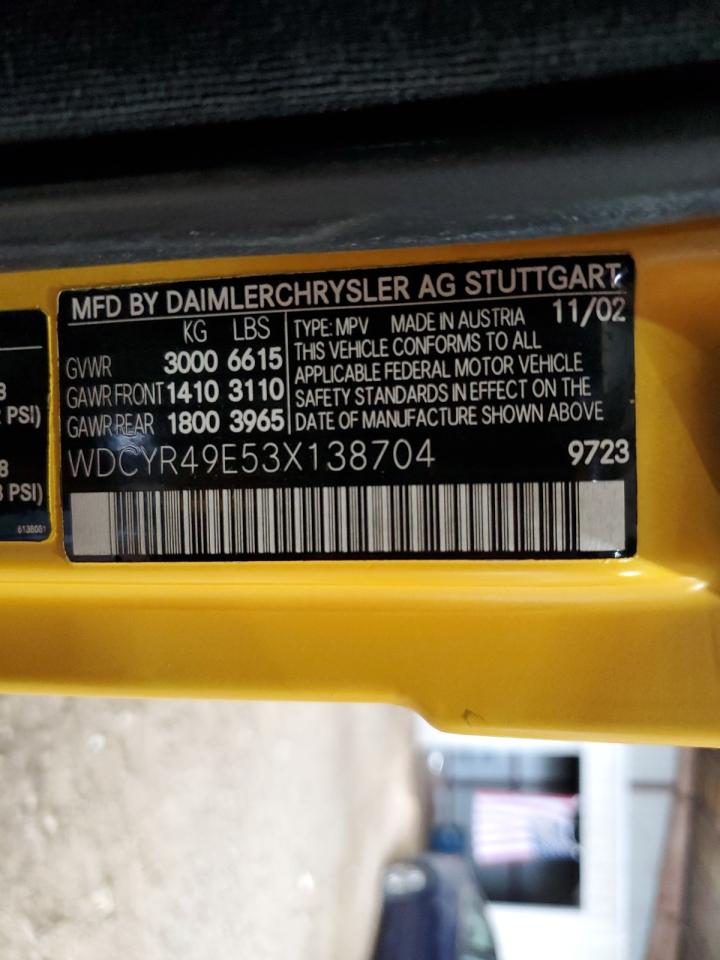 MFD BY DAIMLERCHRYSLER AG STUTTGART
11/02
KG LBS
GVWR 3000 6615
GAWR FRONT 1410 3110
GAWR REAR 1800 3965
TYPE: MPV MADE IN AUSTRIA
THIS VEHICLE CONFORMS TO ALL
APPLICABLE FEDERAL MOTOR VEHICLE
SAFETY STANDARDS IN EFFECT ON THE
DATE OF MANUFACTURE SHOWN ABOVE
WDCYR49E53X138704 9723
PSI)
PSI)